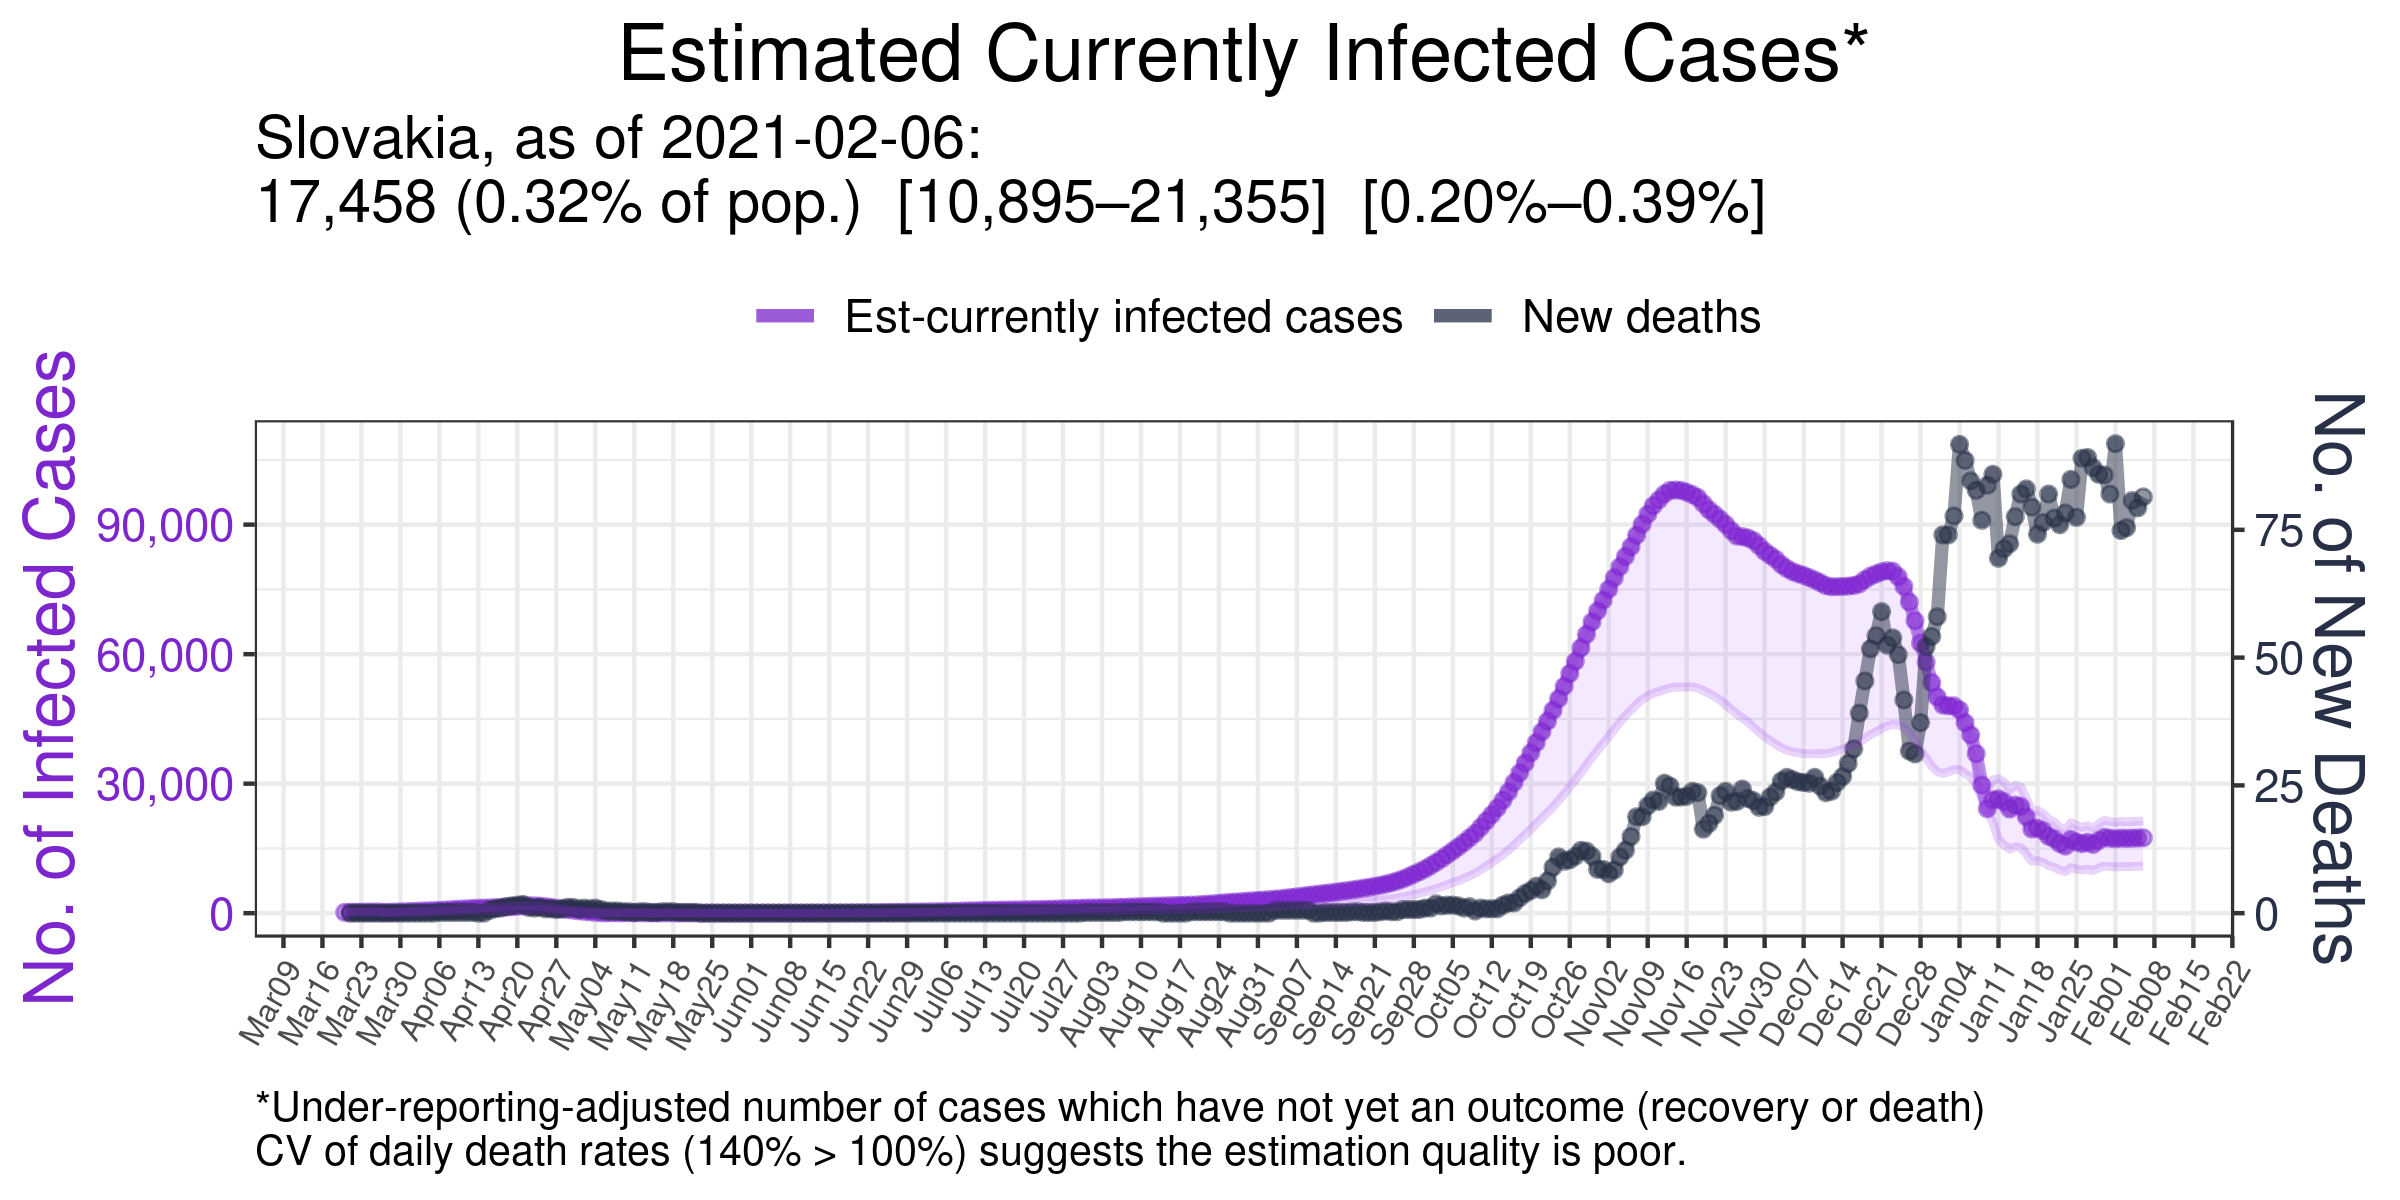 Estimated Currently Infected Cases*
Slovakia, as of 2021-02-06:
17,458 (0.32% of pop.) [10,895–21,355] [0.20%–0.39%]
Est-currently infected cases New deaths
No. of Infected Cases
90,000
60,000
30,000
0
No. of New Deaths
75
50
25
0
Mar09 Mar16 Mar23 Mar30 Apr06 Apr13 Apr20 Apr27 May04 May11 May18 May25 Jun01 Jun08 Jun15 Jun22 Jun29 Jul06 Jul13 Jul20 Jul27 Aug03 Aug10 Aug17 Aug24 Aug31 Sep07 Sep14 Sep21 Sep28 Oct05 Oct12 Oct19 Oct26 Nov02 Nov09 Nov16 Nov23 Nov30 Dec07 Dec14 Dec21 Dec28 Jan04 Jan11 Jan18 Jan25 Feb01 Feb08 Feb15 Feb22
*Under-reporting-adjusted number of cases which have not yet an outcome (recovery or death)
CV of daily death rates (140% > 100%) suggests the estimation quality is poor.